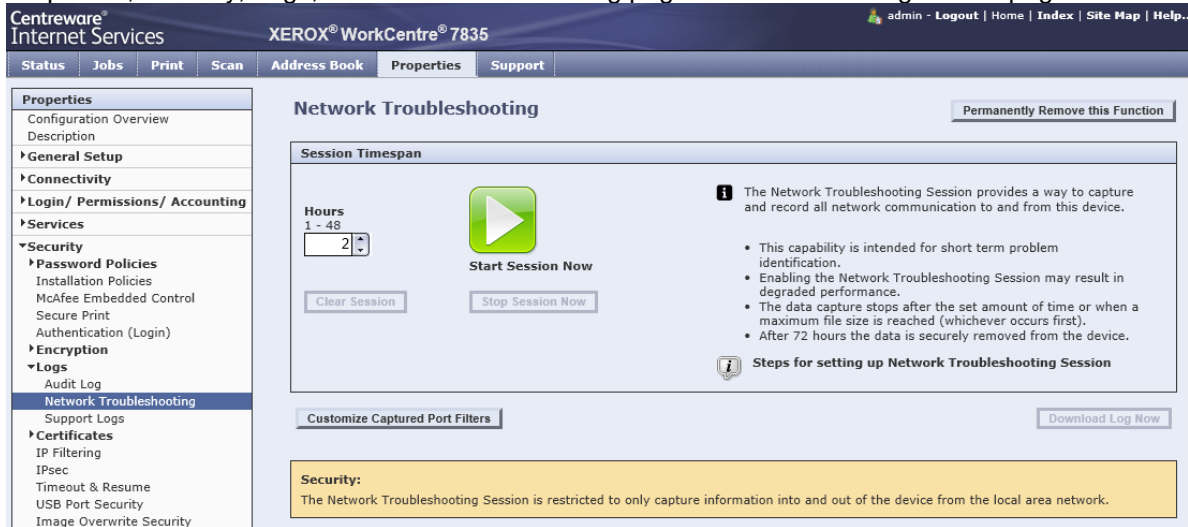 Centreware®
Internet Services
XEROX® WorkCentre® 7835
admin - Logout | Home | Index | Site Map | Help..
Status Jobs Print Scan Address Book Properties Support
Properties
Configuration Overview
Description
General Setup
Connectivity
Login/ Permissions/ Accounting
Services
Security
Password Policies
Installation Policies
McAfee Embedded Control
Secure Print
Authentication (Login)
Encryption
Logs
Audit Log
Network Troubleshooting
Support Logs
Certificates
IP Filtering
IPsec
Timeout & Resume
USB Port Security
Image Overwrite Security
Network Troubleshooting
Permanently Remove this Function
Session Timespan
Hours
1 - 48
2
Start Session Now
Clear Session
Stop Session Now
The Network Troubleshooting Session provides a way to capture
and record all network communication to and from this device.
• This capability is intended for short term problem
identification.
• Enabling the Network Troubleshooting Session may result in
degraded performance.
• The data capture stops after the set amount of time or when a
maximum file size is reached (whichever occurs first).
• After 72 hours the data is securely removed from the device.
Steps for setting up Network Troubleshooting Session
Customize Captured Port Filters
Download Log Now
Security:
The Network Troubleshooting Session is restricted to only capture information into and out of the device from the local area network.